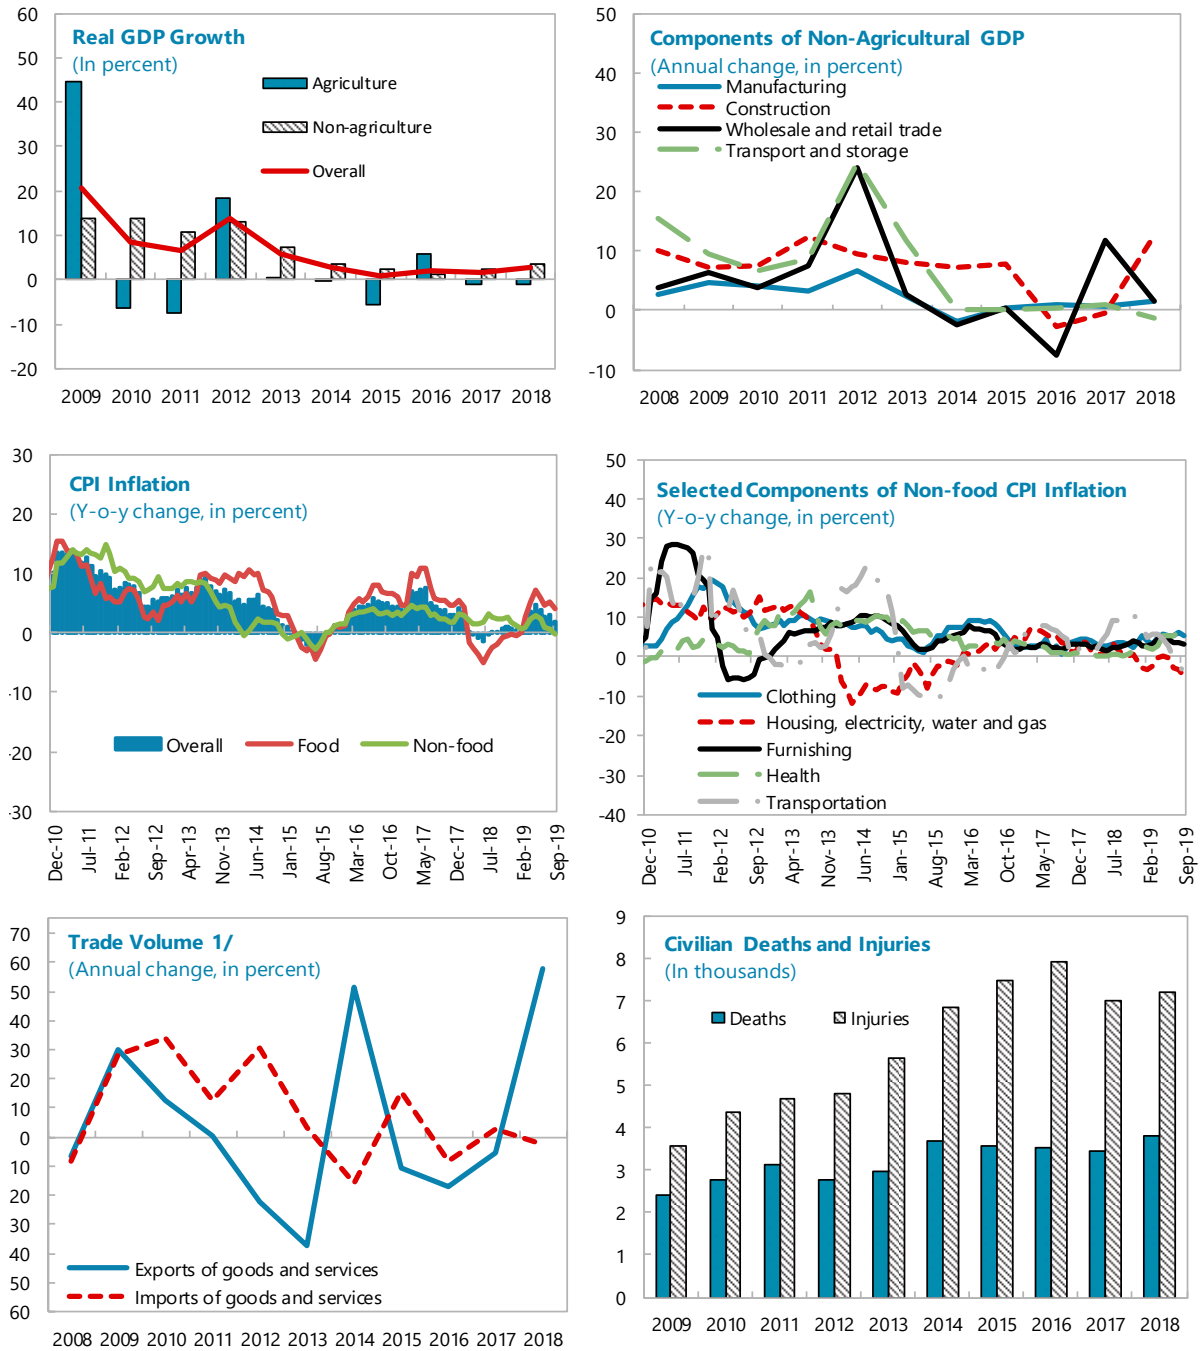 Real GDP Growth
(In percent)
Agriculture
Non-agriculture
Overall
60
50
40
30
20
10
0
-10
-20
2009 2010 2011 2012 2013 2014 2015 2016 2017 2018
Components of Non-Agricultural GDP
(Annual change, in percent)
Manufacturing
Construction
Wholesale and retail trade
Transport and storage
50
40
30
20
10
0
-10
2008 2009 2010 2011 2012 2013 2014 2015 2016 2017 2018
CPI Inflation
(Y-o-y change, in percent)
30
20
10
0
-10
-20
-30
Overall Food Non-food
Dec-10 Jul-11 Feb-12 Sep-12 Apr-13 Nov-13 Jun-14 Jan-15 Aug-15 Mar-16 Oct-16 May-17 Dec-17 Jul-18 Feb-19 Sep-19
Selected Components of Non-food CPI Inflation
(Y-o-y change, in percent)
50
40
30
20
10
0
-10
-20
-30
-40
Clothing
Housing, electricity, water and gas
Furnishing
Health
Transportation
Dec-10 Jul-11 Feb-12 Sep-12 Apr-13 Nov-13 Jun-14 Jan-15 Aug-15 Mar-16 Oct-16 May-17 Dec-17 Jul-18 Feb-19 Sep-19
Trade Volume 1/
(Annual change, in percent)
70
60
50
40
30
20
10
0
10
20
30
40
50
60
Exports of goods and services
Imports of goods and services
2008 2009 2010 2011 2012 2013 2014 2015 2016 2017 2018
Civilian Deaths and Injuries
(In thousands)
Deaths Injuries
9
8
7
6
5
4
3
2
1
0
2009 2010 2011 2012 2013 2014 2015 2016 2017 2018